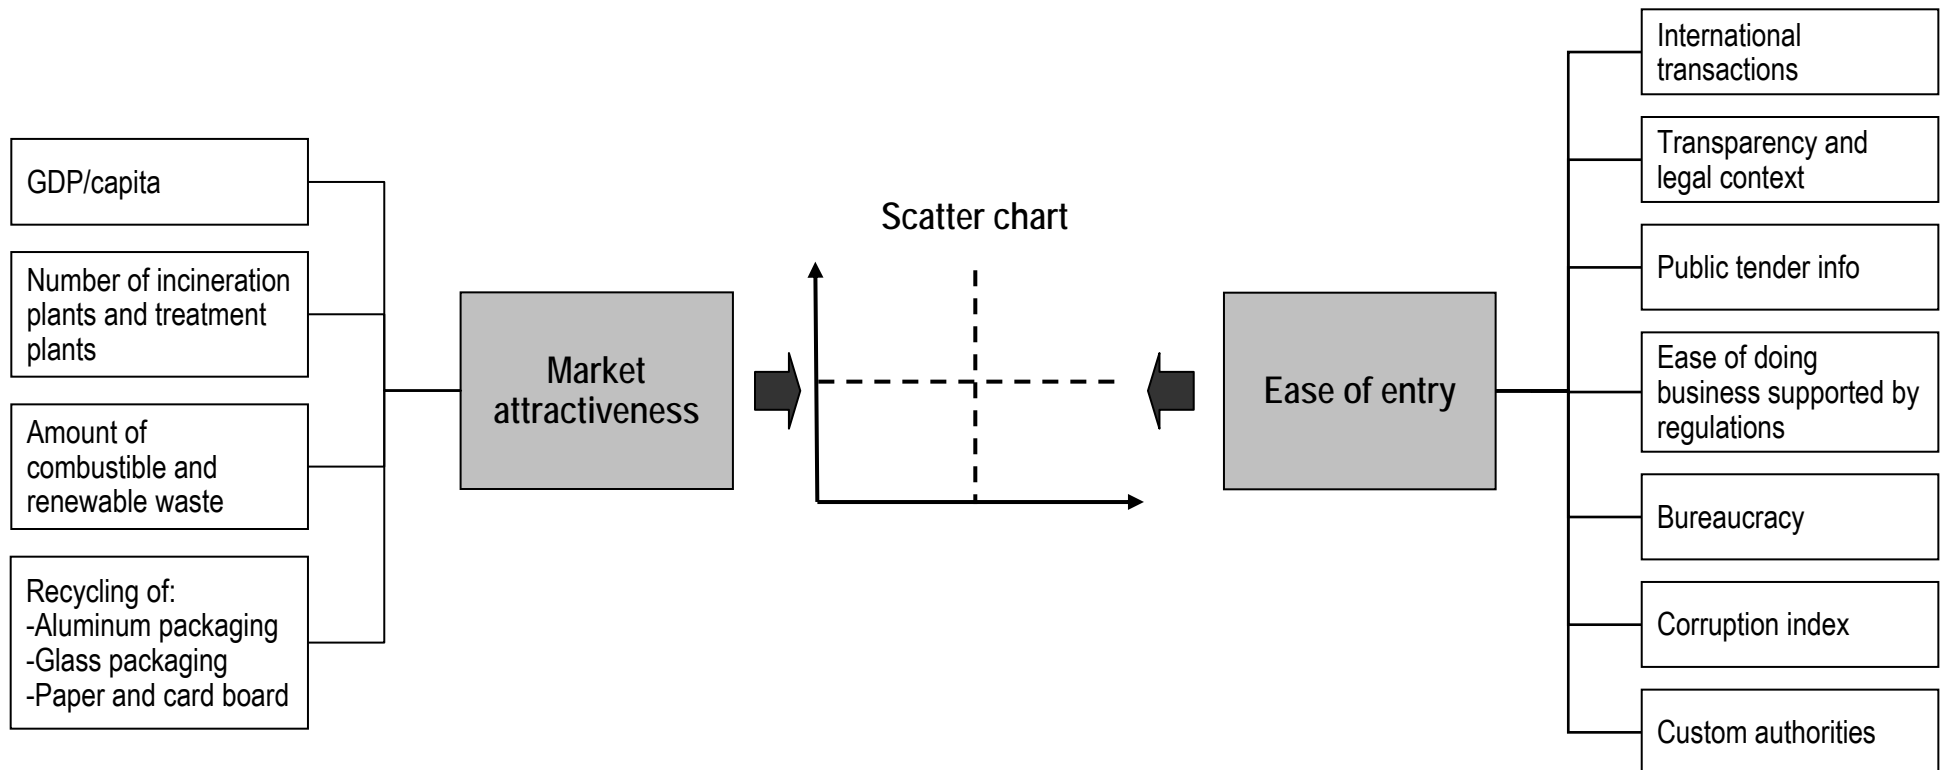 GDP/capita
Number of incineration
plants and treatment
plants
Amount of
combustible and
renewable waste
Recycling of:
-Aluminum packaging
-Glass packaging
-Paper and card board
Market
attractiveness
Scatter chart
Ease of entry
International
transactions
Transparency and
legal context
Public tender info
Ease of doing
business supported by
regulations
Bureaucracy
Corruption index
Custom authorities